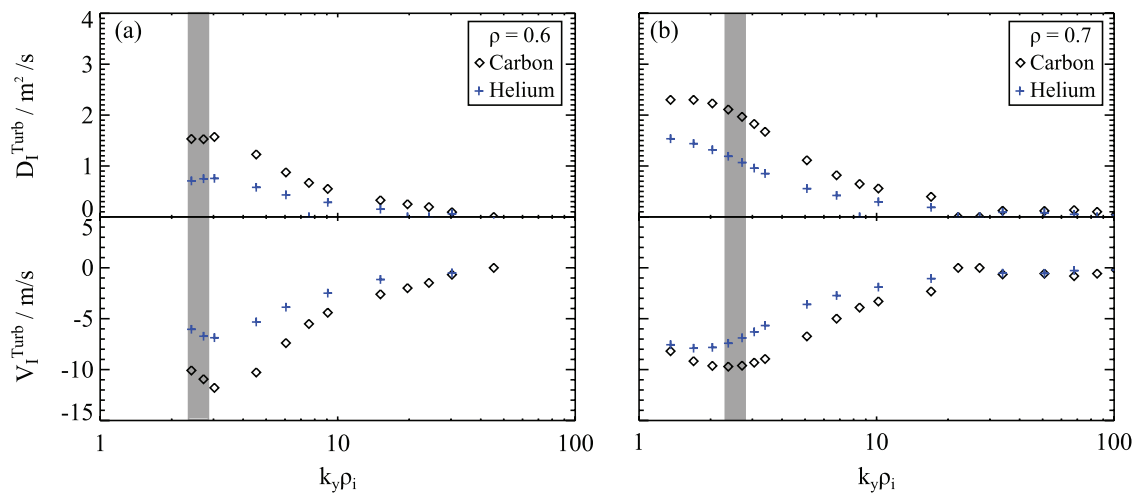 (a)
ρ = 0.6
Carbon
Helium
D_I^Turb / m² /s
4
3
2
1
0
V_I^Turb / m/s
5
0
-5
-10
-15
1
10
100
k_yρ_i
(b)
ρ = 0.7
Carbon
Helium
1
10
100
k_yρ_i